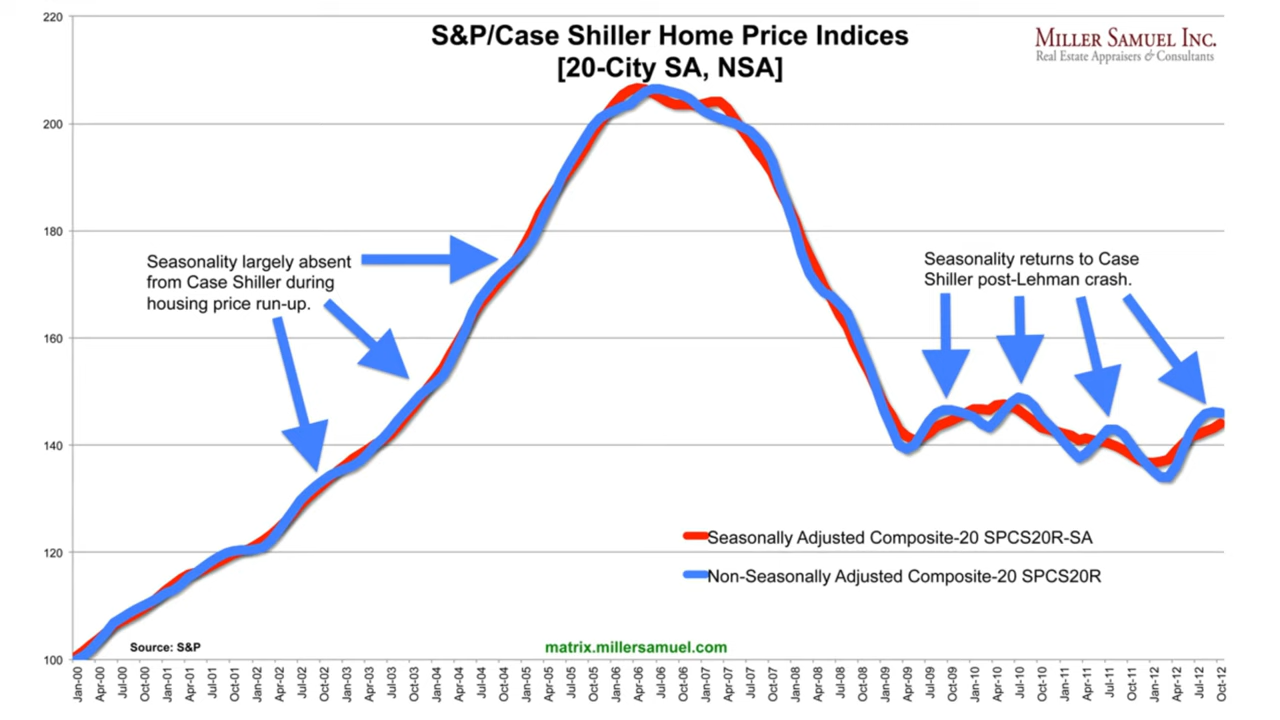 S&P/Case Shiller Home Price Indices
[20-City SA, NSA]
MILLER SAMUEL INC.
Real Estate Appraisers & Consultants
220
200
180
160
140
120
100
Seasonality largely absent
from Case Shiller during
housing price run-up.
Seasonality returns to Case
Shiller post-Lehman crash.
Seasonally Adjusted Composite-20 SPCS20R-SA
Non-Seasonally Adjusted Composite-20 SPCS20R
Source: S&P
matrix.millersamuel.com
Jan-00
Apr-00
Jul-00
Oct-00
Jan-01
Apr-01
Jul-01
Oct-01
Jan-02
Apr-02
Jul-02
Oct-02
Jan-03
Apr-03
Jul-03
Oct-03
Jan-04
Apr-04
Jul-04
Oct-04
Jan-05
Apr-05
Jul-05
Oct-05
Jan-06
Apr-06
Jul-06
Oct-06
Jan-07
Apr-07
Jul-07
Oct-07
Jan-08
Apr-08
Jul-08
Oct-08
Jan-09
Apr-09
Jul-09
Oct-09
Jan-10
Apr-10
Jul-10
Oct-10
Jan-11
Apr-11
Jul-11
Oct-11
Jan-12
Apr-12
Jul-12
Oct-12